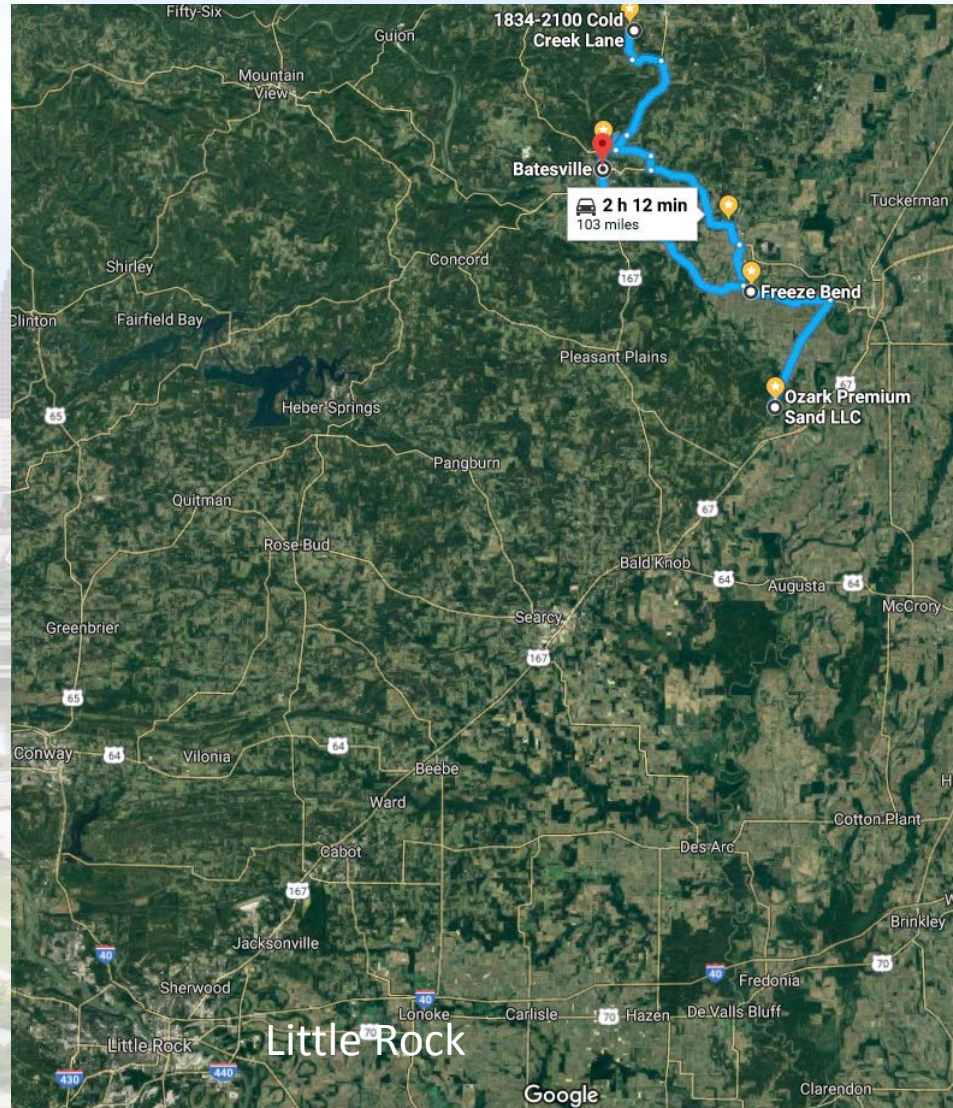 Fifty-Six
1834-2100 Cold
Creek Lane
Guion
Mountain
View
Batesville
2 h 12 min
103 miles
Tuckerman
Shirley
Concord
167
Freeze Bend
Clinton
Fairfield Bay
Pleasant Plains
67
Ozark Premium
Sand LLC
65
Heber Springs
Pangburn
Quitman
67
Rose Bud
Bald Knob
64
Augusta
64
McCrory
Searcy
Greenbrier
167
65
Conway
64
Vilonia
64
Beebe
Ward
Cotton Plant
Cabot
Des Arc
167
Brinkley
Jacksonville
40
40
70
Fredonia
Sherwood
40
Lonoke
Carlisle
70
Hazen
De Valls Bluff
Little Rock
70
Little Rock
430
440
Google
Clarendon